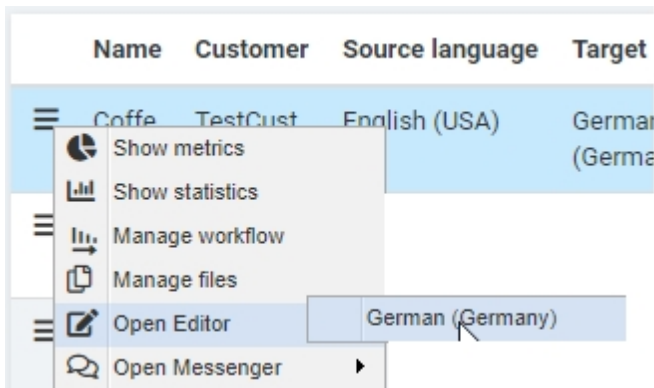 Name Customer Source language Target
Coffe TestCust English (USA) German
(Germa
Show metrics
Show statistics
Manage workflow
Manage files
Open Editor German (Germany)
Open Messenger